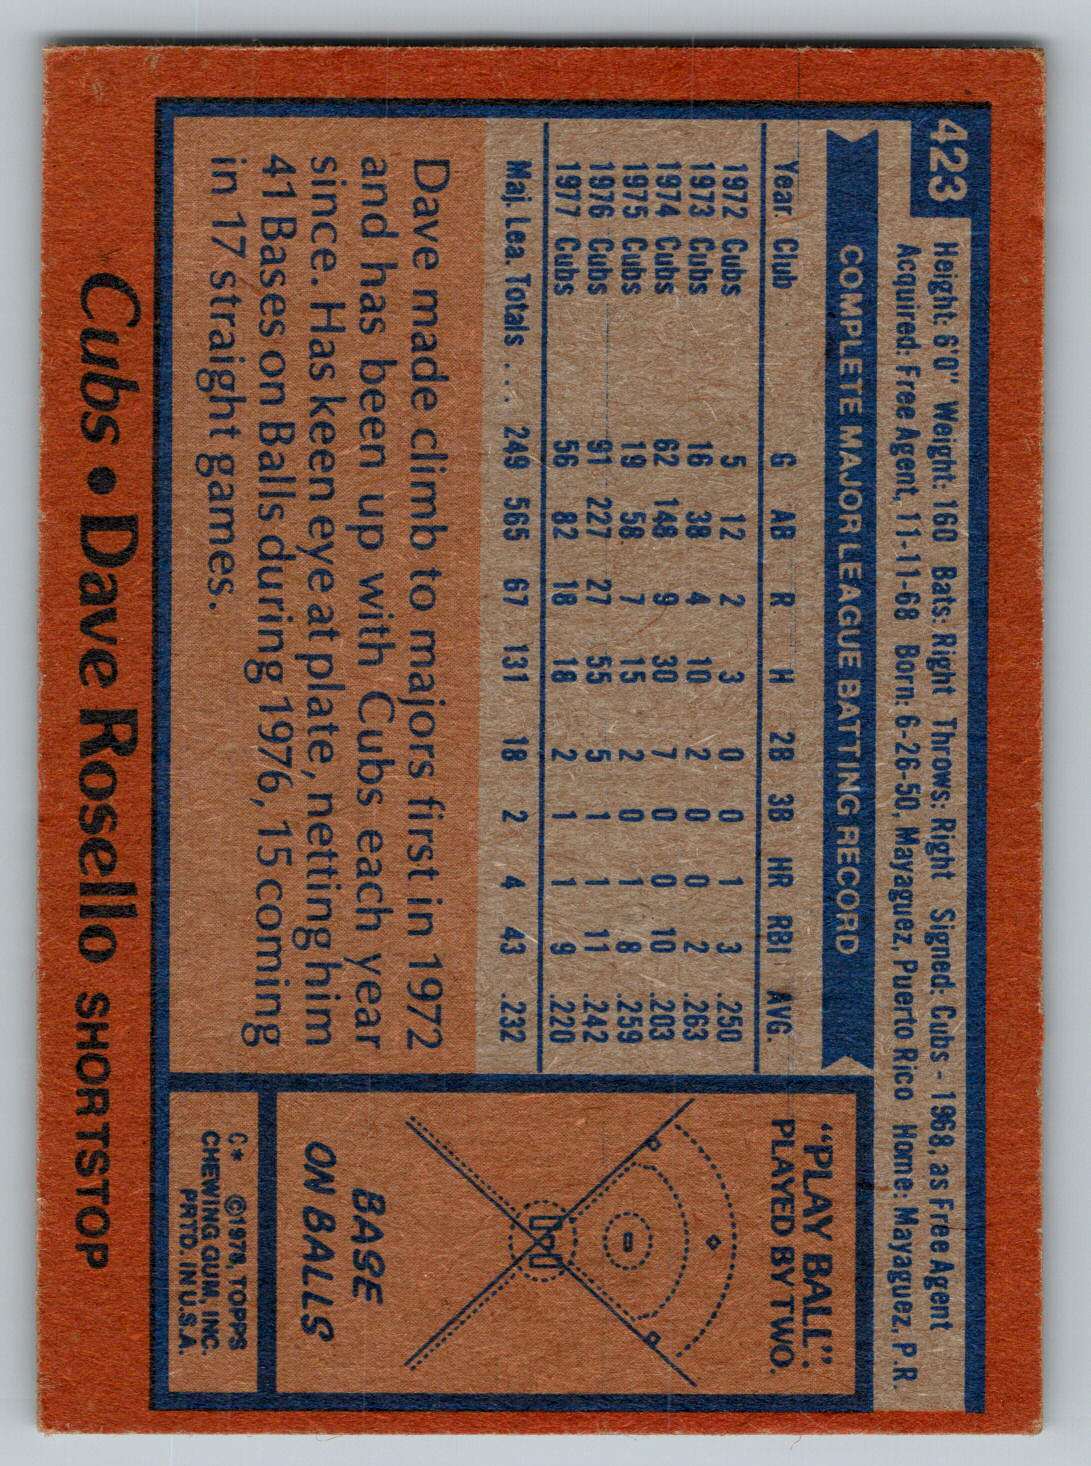 423
Height: 6'0" Weight: 160 Bats: Right Throws: Right Signed: Cubs - 1968, as Free Agent
Acquired: Free Agent, 11-11-68 Born: 6-26-50, Mayaguez, Puerto Rico Home: Mayaguez, P.R.
COMPLETE MAJOR LEAGUE BATTING RECORD
Year Club G AB R H 2B 3B HR RBI AVG.
1972 Cubs 5 12 2 3 0 0 1 3 .250
1973 Cubs 16 38 4 10 2 0 0 2 .263
1974 Cubs 62 148 9 30 7 0 0 10 .203
1975 Cubs 19 58 7 15 2 0 1 8 .259
1976 Cubs 91 227 27 55 5 1 1 11 .242
1977 Cubs 56 82 18 18 2 1 1 9 .220
Maj. Lea. Totals . . . 249 565 67 131 18 2 4 43 .232
Dave made climb to majors first in 1972
and has been up with Cubs each year
since. Has keen eye at plate, netting him
41 Bases on Balls during 1976, 15 coming
in 17 straight games.
"PLAY BALL":
PLAYED BY TWO.
BASE
ON BALLS
C* ©1978, TOPPS
CHEWING GUM, INC.
PRTD. IN U.S.A.
Cubs • Dave Rosello SHORTSTOP